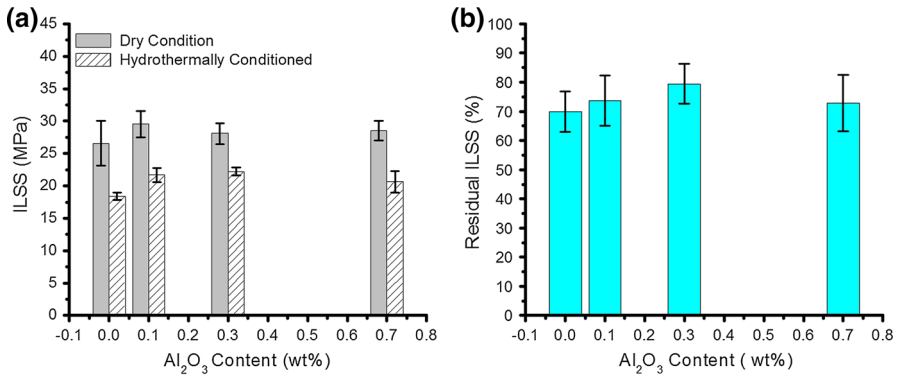 (a)
45
40
35
30
25
20
15
10
5
0
ILSS (MPa)
Dry Condition
Hydrothermally Conditioned
-0.1 0.0 0.1 0.2 0.3 0.4 0.5 0.6 0.7 0.8
Al₂O₃ Content (wt%)
(b)
100
90
80
70
60
50
40
30
20
10
0
Residual ILSS (%)
-0.1 0.0 0.1 0.2 0.3 0.4 0.5 0.6 0.7 0.8
Al₂O₃ Content ( wt%)